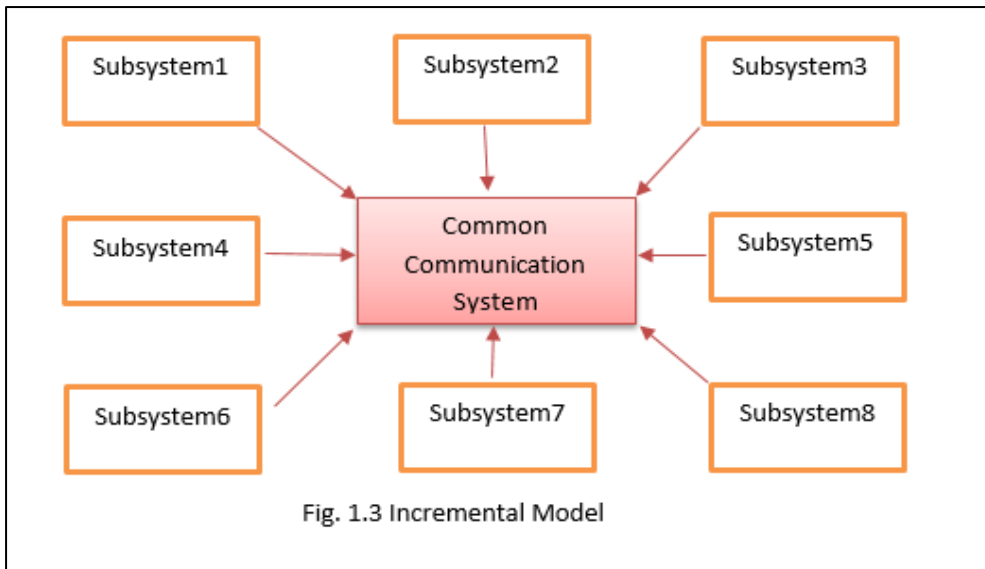 Subsystem1
Subsystem2
Subsystem3
Subsystem4
Common
Communication
System
Subsystem5
Subsystem6
Subsystem7
Subsystem8
Fig. 1.3 Incremental Model